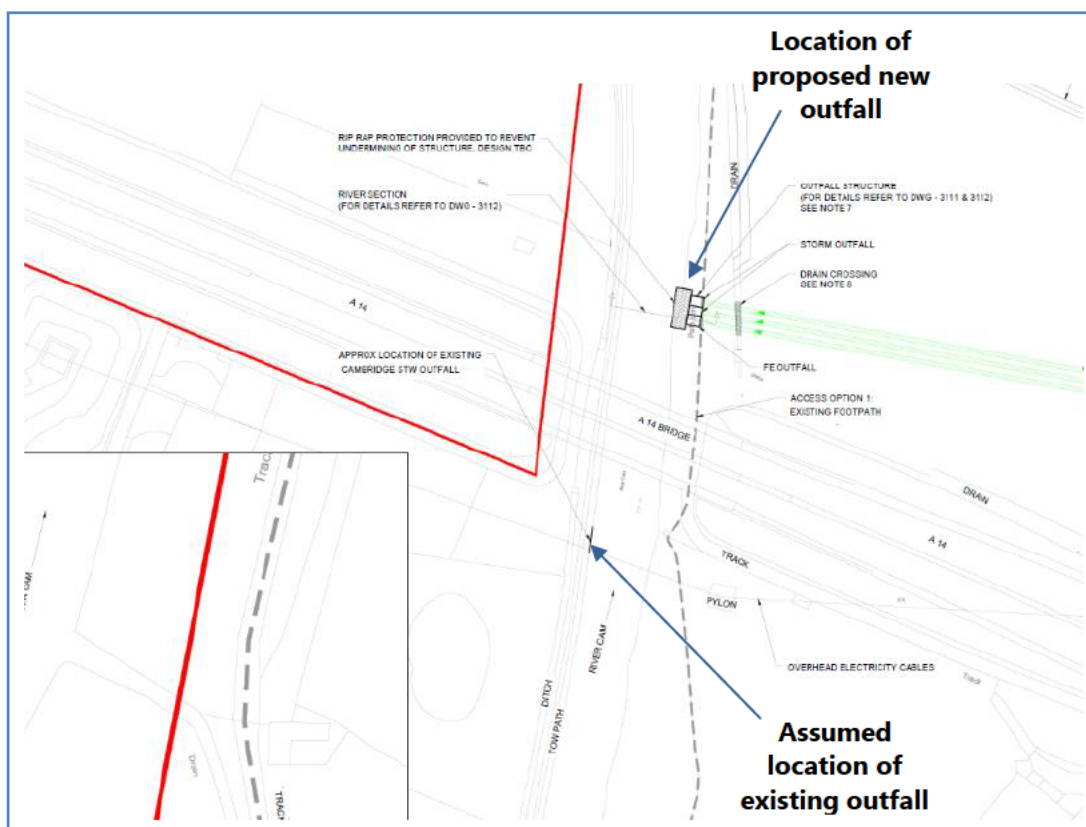 Location of
proposed new
outfall
RIP RAP PROTECTION PROVIDED TO REVENT
UNDERMINING OF STRUCTURE. DESIGN TBC
RIVER SECTION
(FOR DETAILS REFER TO DWG - 3112)
DRAIN
OUTFALL STRUCTURE
(FOR DETAILS REFER TO DWG - 3111 & 3112)
SEE NOTE 7
STORM OUTFALL
DRAIN CROSSING
SEE NOTE 6
A 14
APPROX LOCATION OF EXISTING
CAMBRIDGE STW OUTFALL
FE OUTFALL
ACCESS OPTION 1:
EXISTING FOOTPATH
A 14 BRIDGE
DRAIN
A 14
TRACK
PYLON
OVERHEAD ELECTRICITY CABLES
Track
RIVER CAM
DITCH
TOW PATH
Track
CAM
Drain
TRACK
Assumed
location of
existing outfall